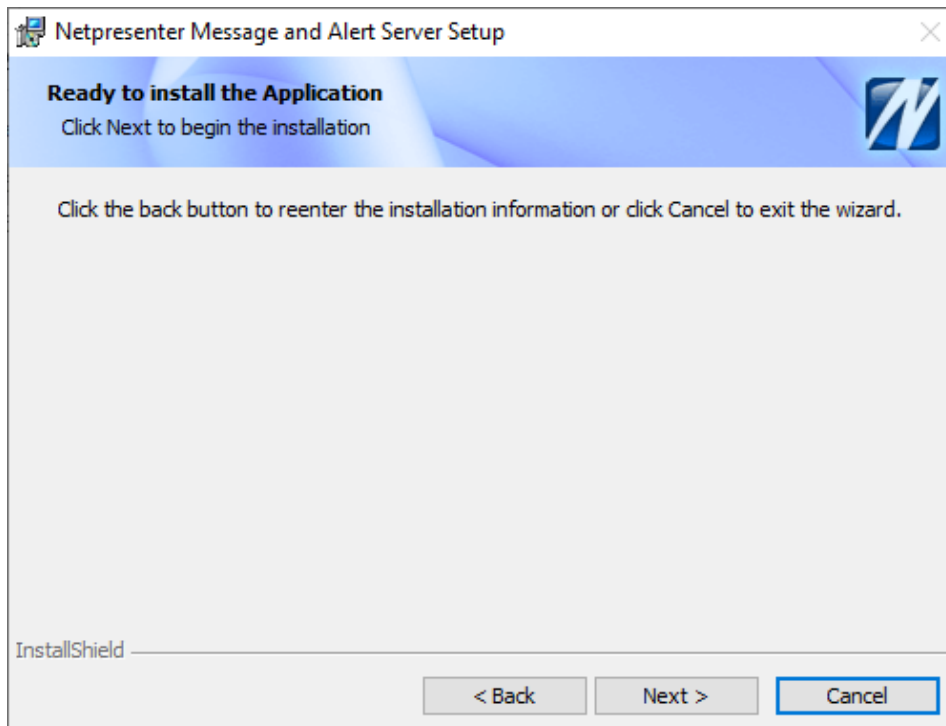 Netpresenter Message and Alert Server Setup
Ready to install the Application
Click Next to begin the installation
Click the back button to reenter the installation information or click Cancel to exit the wizard.
InstallShield
< Back
Next >
Cancel